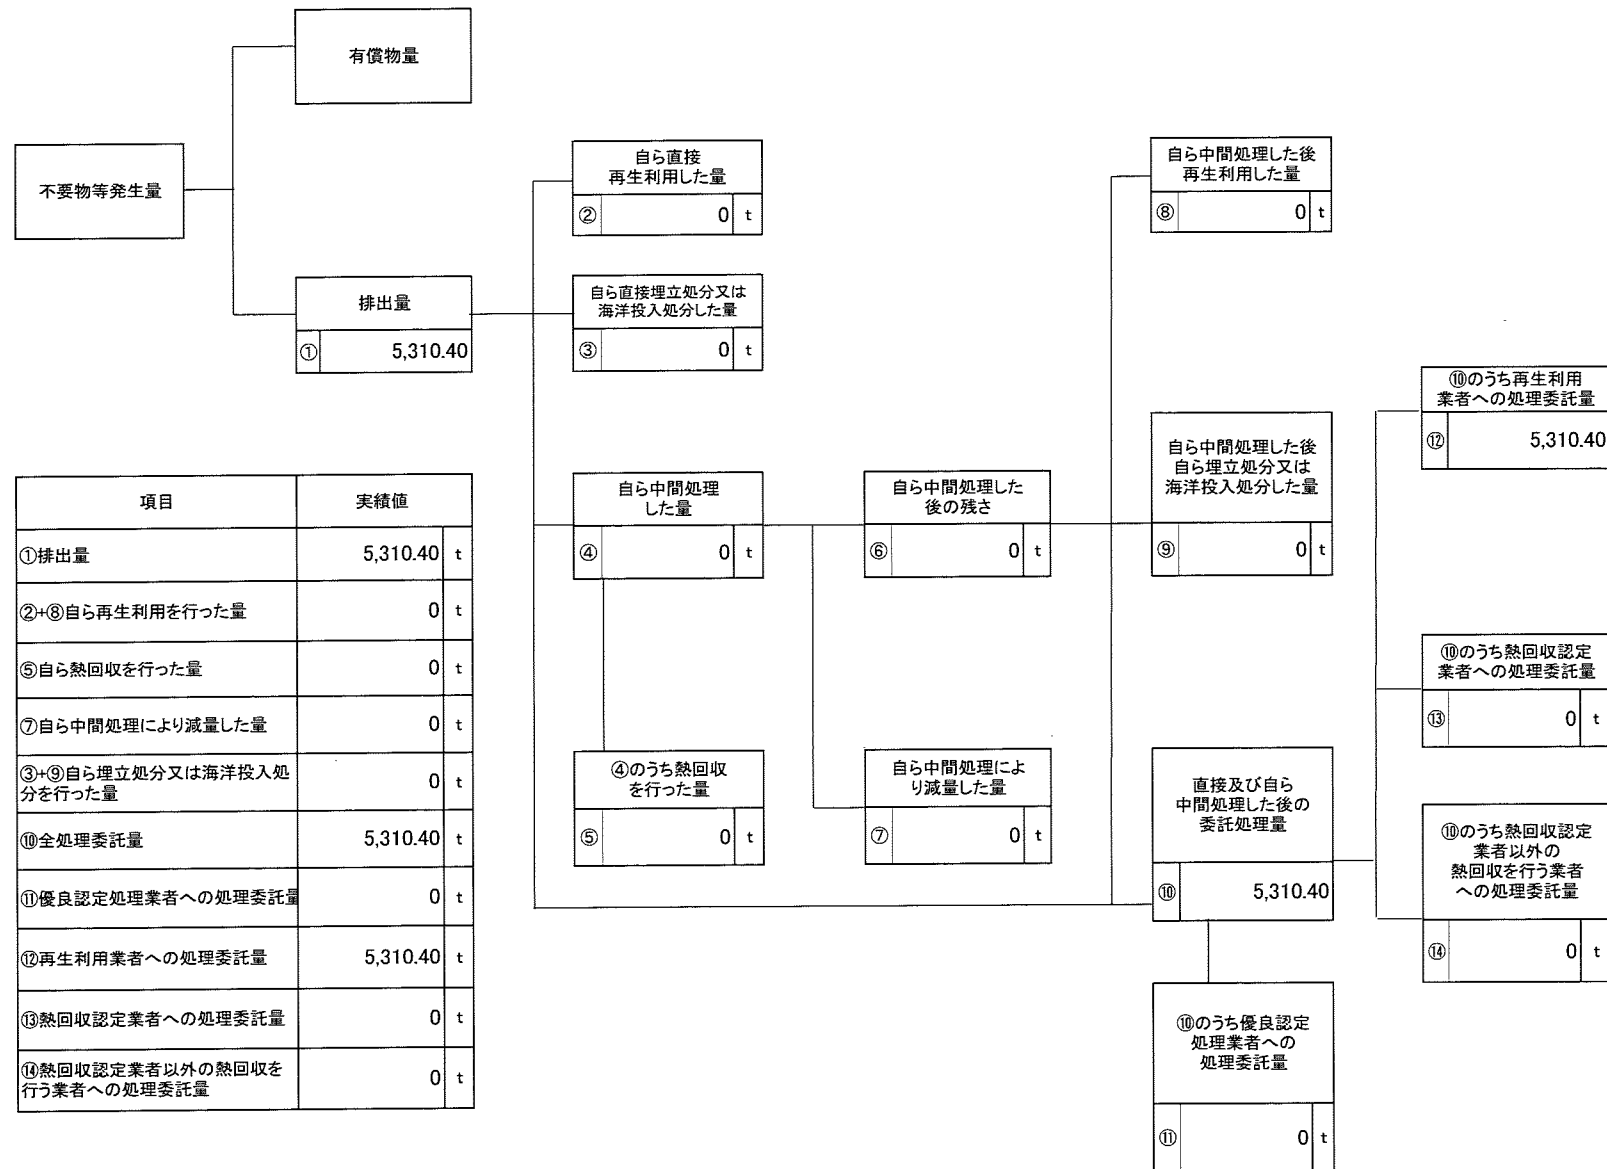 有償物量
不要物等発生量
排出量
① 5,310.40
自ら直接
再生利用した量
② 0 t
自ら直接埋立処分又は
海洋投入処分した量
③ 0 t
自ら中間処理
した量
④ 0 t
④のうち熱回収
を行った量
⑤ 0 t
自ら中間処理した
後の残さ
⑥ 0 t
自ら中間処理によ
り減量した量
⑦ 0 t
自ら中間処理した後
再生利用した量
⑧ 0 t
自ら中間処理した後
自ら埋立処分又は
海洋投入処分した量
⑨ 0 t
直接及び自ら
中間処理した後の
委託処理量
⑩ 5,310.40
⑩のうち優良認定
処理業者への
処理委託量
⑪ 0 t
⑩のうち再生利用
業者への処理委託量
⑫ 5,310.40
⑩のうち熱回収認定
業者への処理委託量
⑬ 0 t
⑩のうち熱回収認定
業者以外の
熱回収を行う業者
への処理委託量
⑭ 0 t
項目 実績値
①排出量 5,310.40 t
②+⑧自ら再生利用を行った量 0 t
⑤自ら熱回収を行った量 0 t
⑦自ら中間処理により減量した量 0 t
③+⑨自ら埋立処分又は海洋投入処
分を行った量 0 t
⑩全処理委託量 5,310.40 t
⑪優良認定処理業者への処理委託量 0 t
⑫再生利用業者への処理委託量 5,310.40 t
⑬熱回収認定業者への処理委託量 0 t
⑭熱回収認定業者以外の熱回収を
行う業者への処理委託量 0 t